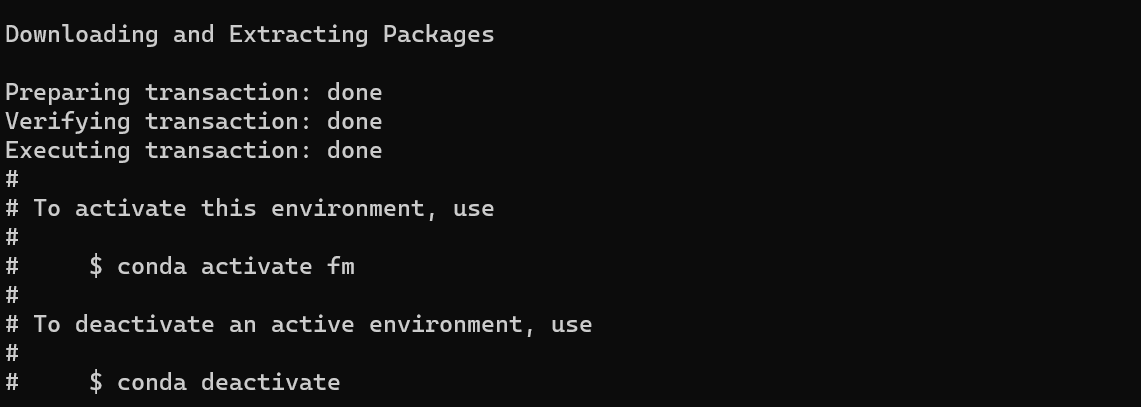 Downloading and Extracting Packages
Preparing transaction: done
Verifying transaction: done
Executing transaction: done
#
# To activate this environment, use
#
#     $ conda activate fm
#
# To deactivate an active environment, use
#
#     $ conda deactivate